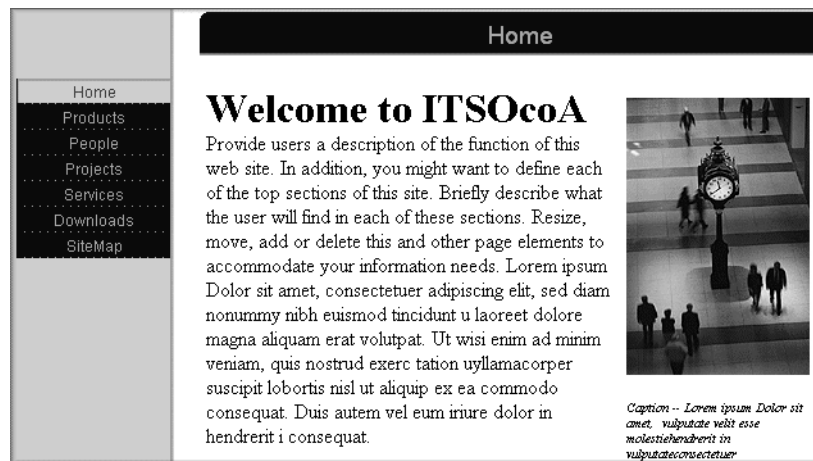 Home
Home
Products
People
Projects
Services
Downloads
SiteMap
Welcome to ITSOcoA
Provide users a description of the function of this
web site. In addition, you might want to define each
of the top sections of this site. Briefly describe what
the user will find in each of these sections. Resize,
move, add or delete this and other page elements to
accommodate your information needs. Lorem ipsum
Dolor sit amet, consectetuer adipiscing elit, sed diam
nonummy nibh euismod tincidunt u laoreet dolore
magna aliquam erat volutpat. Ut wisi enim ad minim
veniam, quis nostrud exerc tation uyllamacorper
suscipit lobortis nisl ut aliquip ex ea commodo
consequat. Duis autem vel eum iriure dolor in
hendrerit i consequat.
Caption -- Lorem ipsum Dolor sit
amet, vulputate velit esse
molestiehendrerit in
vulputateconsectetuer